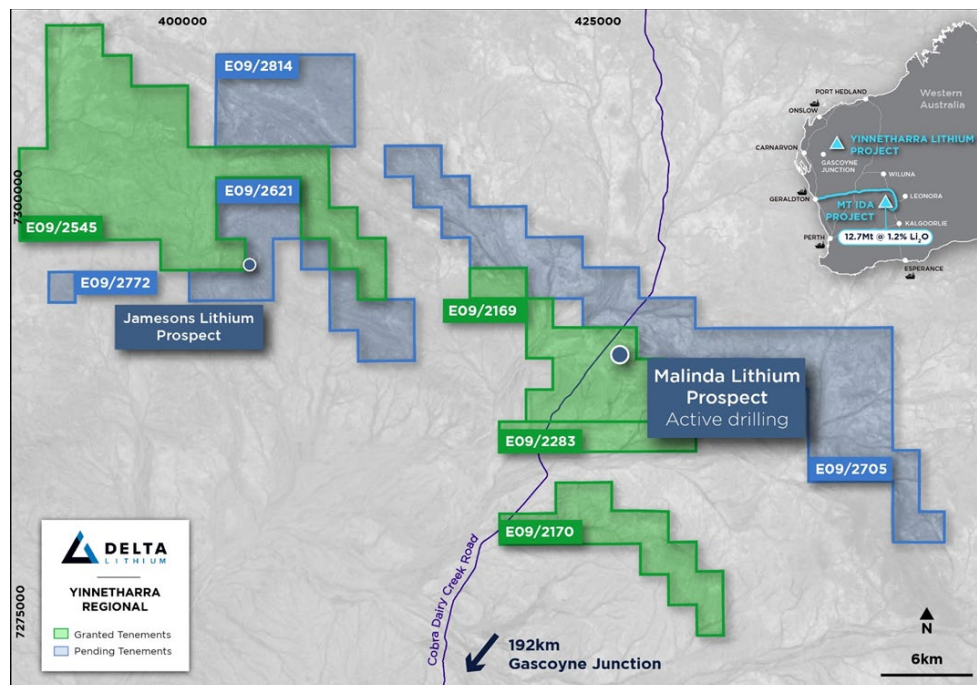 400000
425000
7300000
7275000
E09/2814
E09/2621
E09/2545
E09/2772
Jamesons Lithium
Prospect
E09/2169
Malinda Lithium
Prospect
Active drilling
E09/2283
E09/2705
E09/2170
Cobra Dairy Creek Road
192km
Gascoyne Junction
N
6km
DELTA
LITHIUM
YINNETHARRA
REGIONAL
Granted Tenements
Pending Tenements
Western
Australia
PORT HEDLAND
ONSLOW
YINNETHARRA LITHIUM
PROJECT
CARNARVON
GASCOYNE
JUNCTION
WILUNA
GERALDTON
LEONORA
MT IDA
PROJECT
KALGOORLIE
PERTH
12.7Mt @ 1.2% Li₂O
ESPERANCE